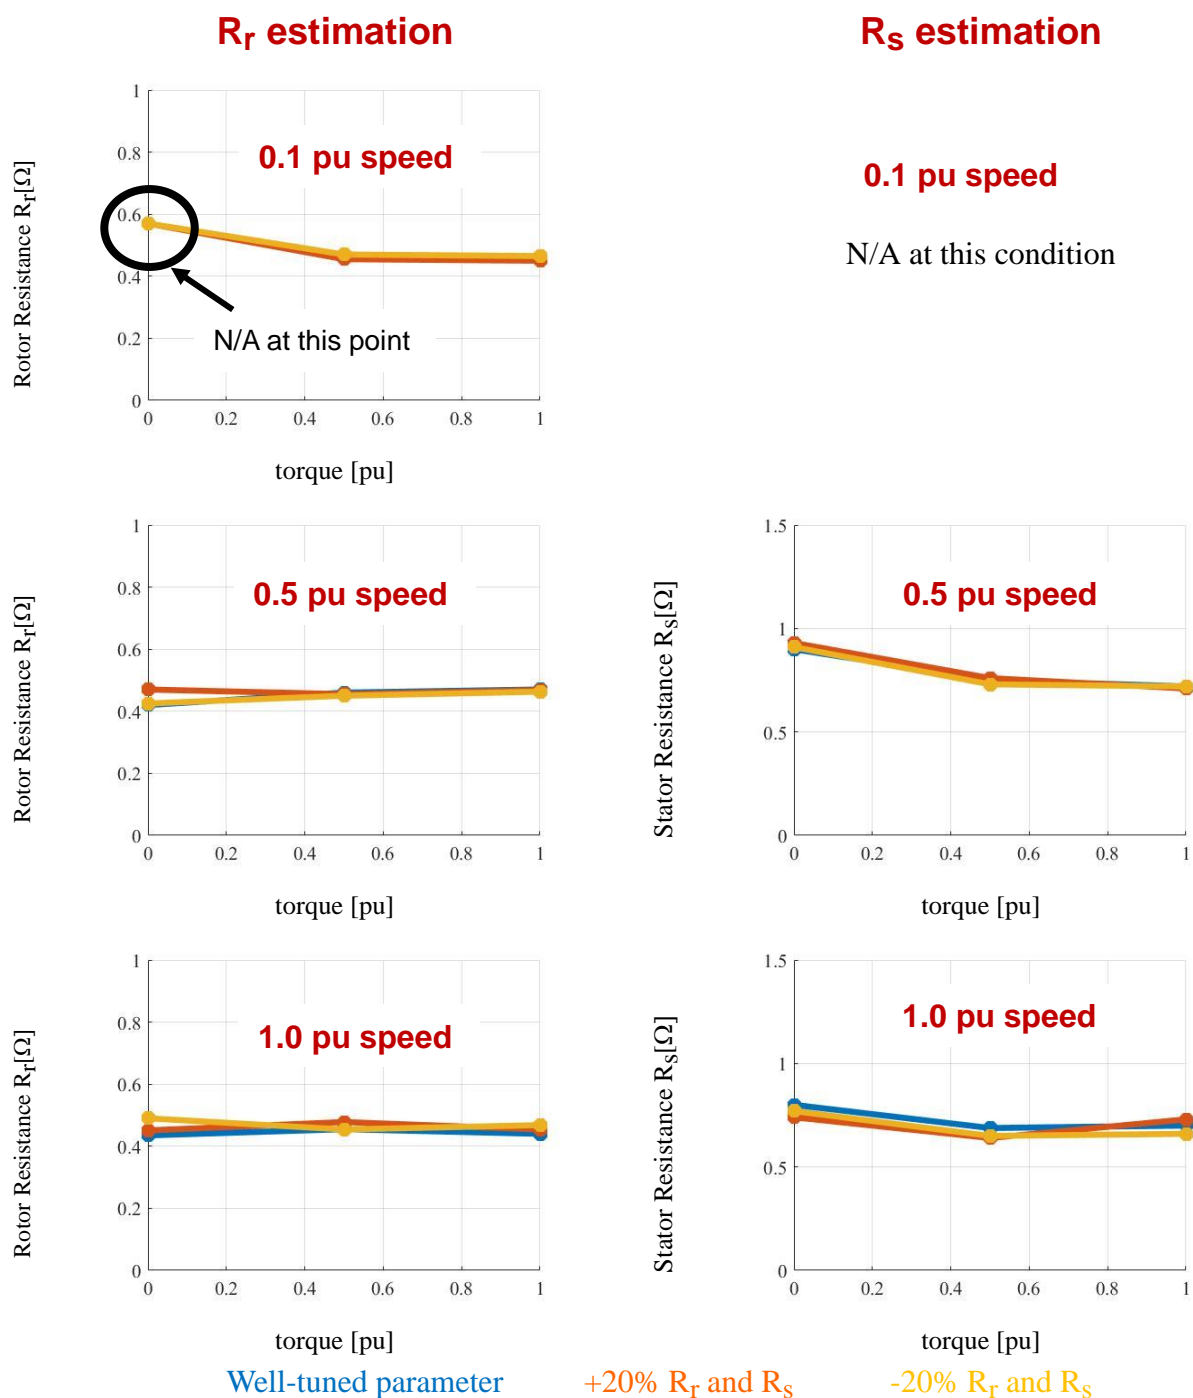 Rr estimation
Rs estimation
Rotor Resistance Rr[Ω]
1
0.8
0.6
0.4
0.2
0
0.1 pu speed
N/A at this point
0 0.2 0.4 0.6 0.8 1
torque [pu]
0.1 pu speed
N/A at this condition
Rotor Resistance Rr[Ω]
1
0.8
0.6
0.4
0.2
0
0.5 pu speed
0 0.2 0.4 0.6 0.8 1
torque [pu]
Stator Resistance Rs[Ω]
1.5
1
0.5
0
0.5 pu speed
0 0.2 0.4 0.6 0.8 1
torque [pu]
Rotor Resistance Rr[Ω]
1
0.8
0.6
0.4
0.2
0
1.0 pu speed
0 0.2 0.4 0.6 0.8 1
torque [pu]
Stator Resistance Rs[Ω]
1.5
1
0.5
0
1.0 pu speed
0 0.2 0.4 0.6 0.8 1
torque [pu]
Well-tuned parameter +20% Rr and Rs -20% Rr and Rs